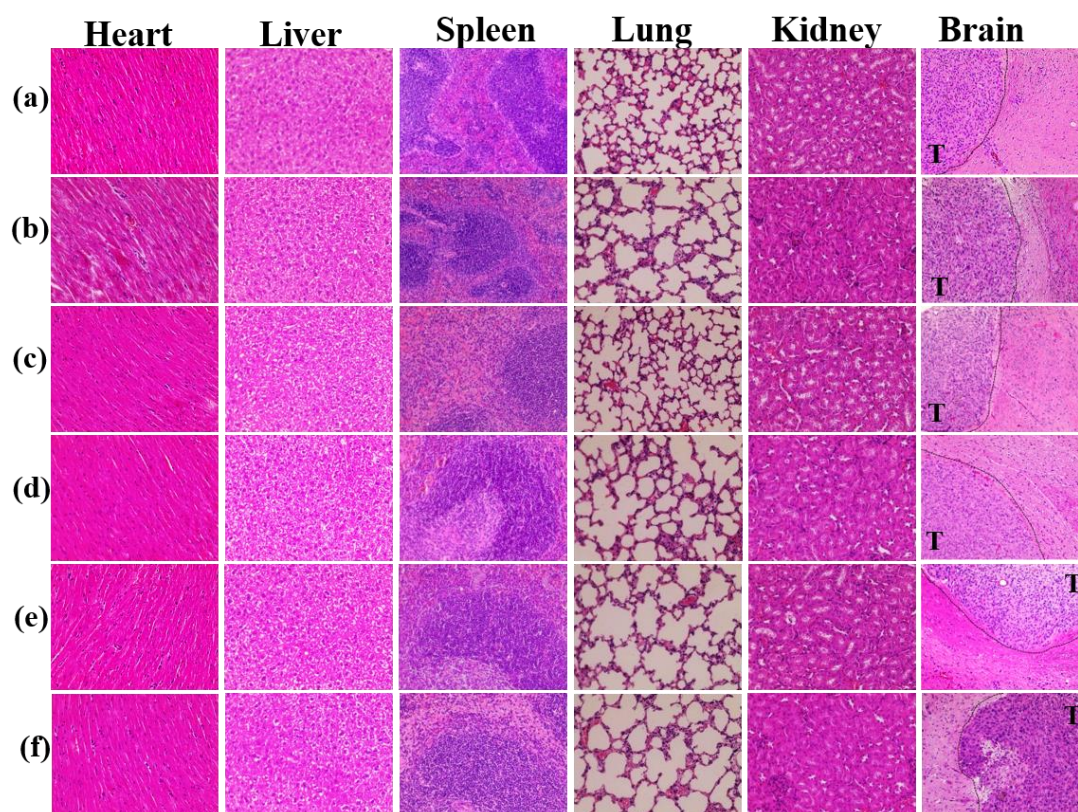 Heart Liver Spleen Lung Kidney Brain
(a)
T
(b)
T
(c)
T
(d)
T
(e)
T
(f)
T